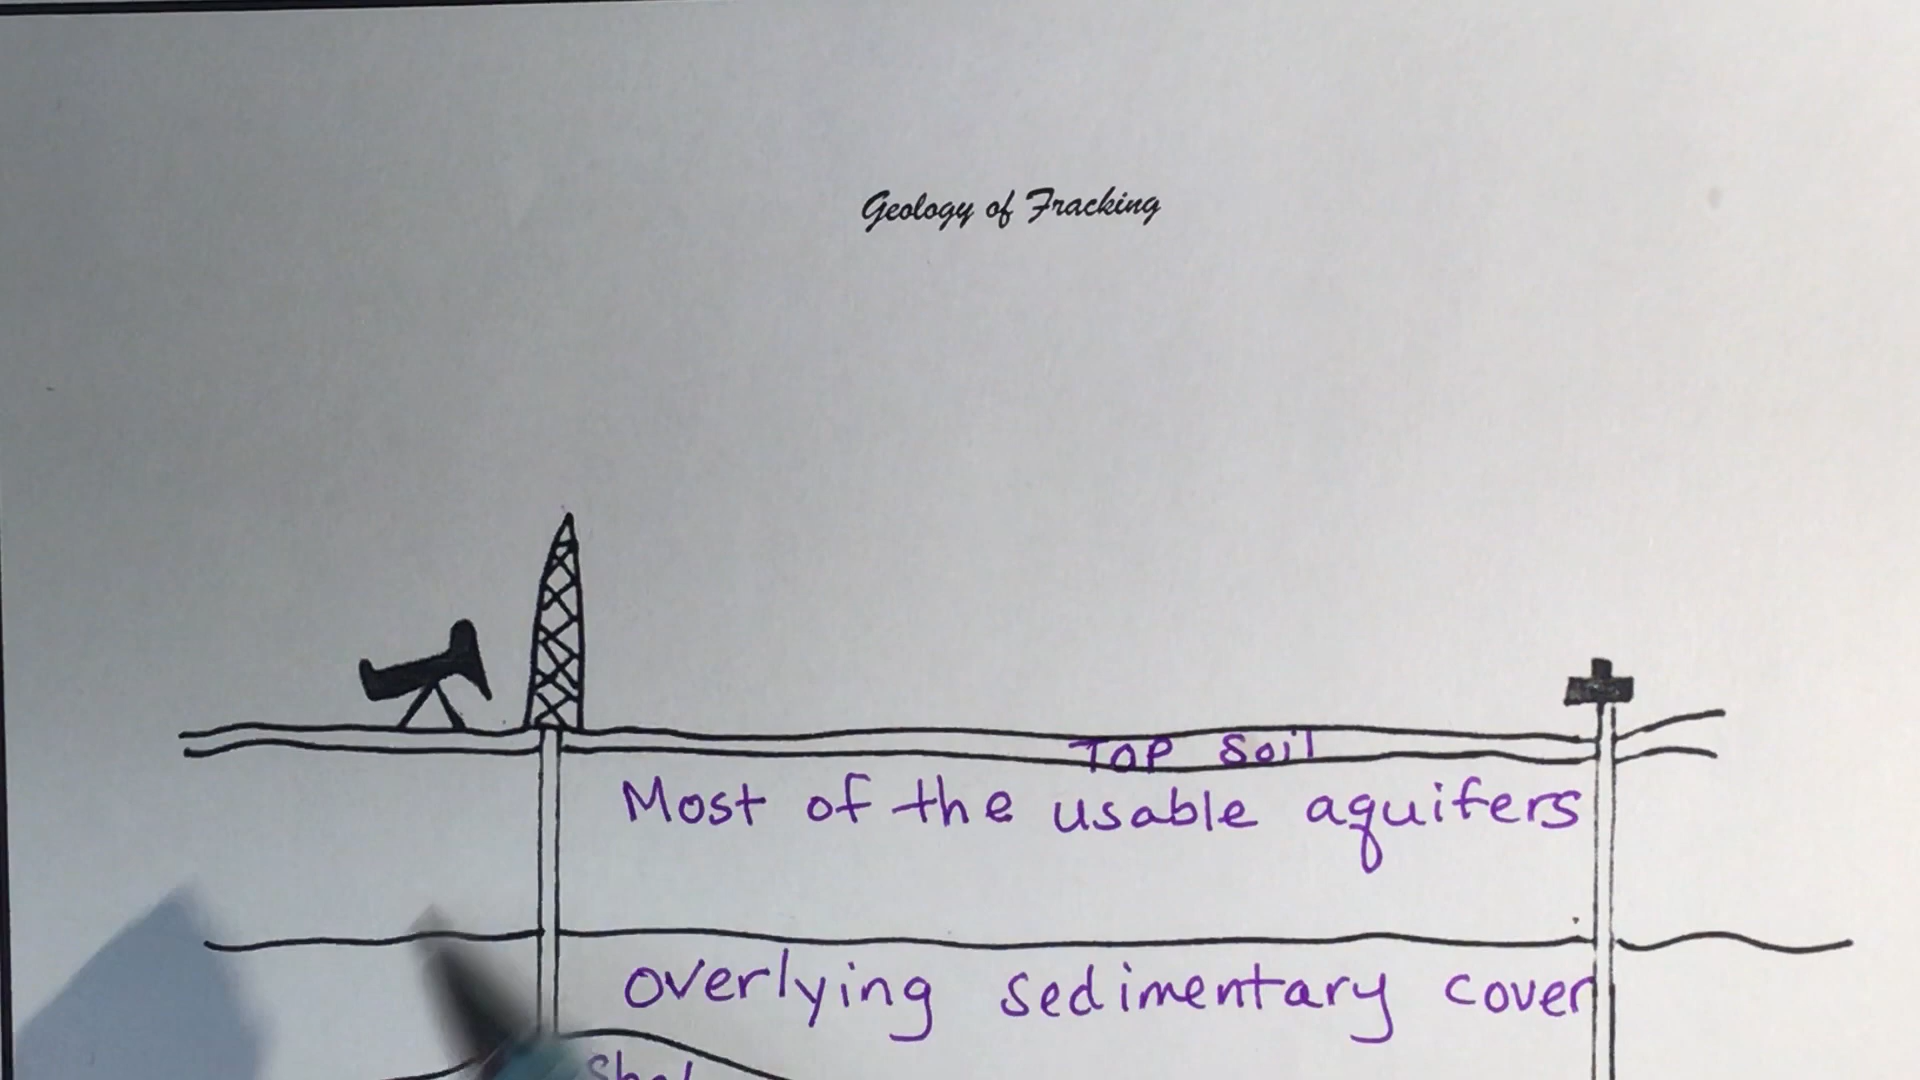 Geology of Fracking
Top Soil
Most of the usable aquifers
overlying sedimentary cover